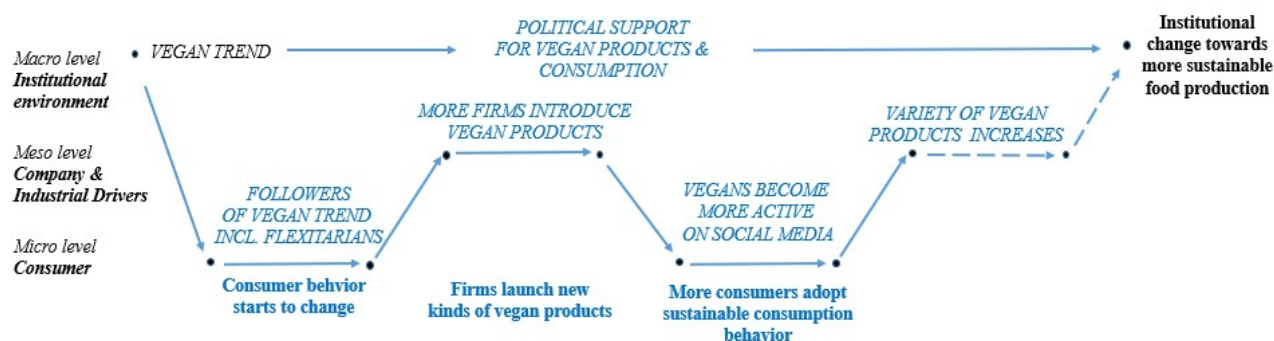 Macro level
Institutional
environment
VEGAN TREND
POLITICAL SUPPORT
FOR VEGAN PRODUCTS &
CONSUMPTION
Institutional
change towards
more sustainable
food production
Meso level
Company &
Industrial Drivers
MORE FIRMS INTRODUCE
VEGAN PRODUCTS
VARIETY OF VEGAN
PRODUCTS INCREASES
Micro level
Consumer
FOLLOWERS
OF VEGAN TREND
INCL. FLEXITARIANS
VEGANS BECOME
MORE ACTIVE
ON SOCIAL MEDIA
Consumer behvior
starts to change
Firms launch new
kinds of vegan products
More consumers adopt
sustainable consumption
behavior